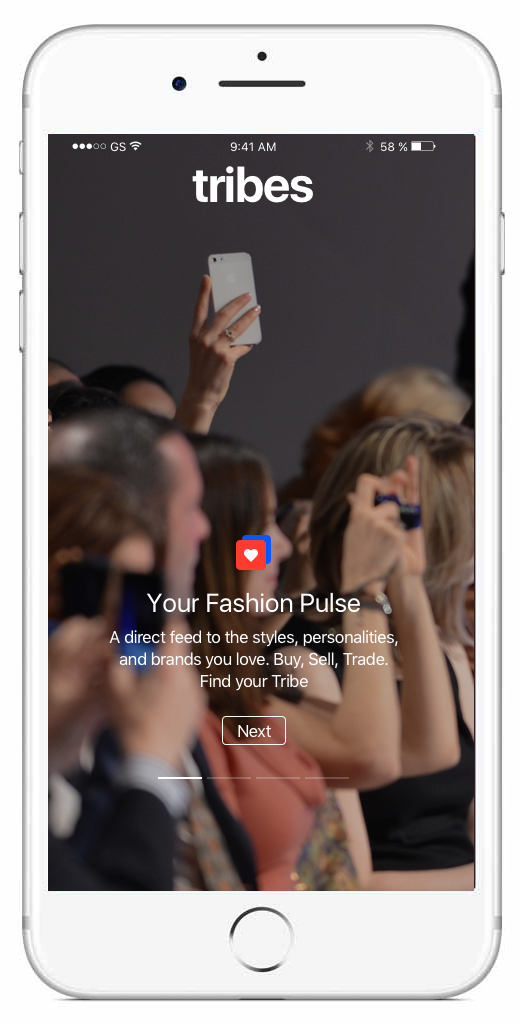 GS 9:41 AM 58 %
tribes
Your Fashion Pulse
A direct feed to the styles, personalities,
and brands you love. Buy, Sell, Trade.
Find your Tribe
Next